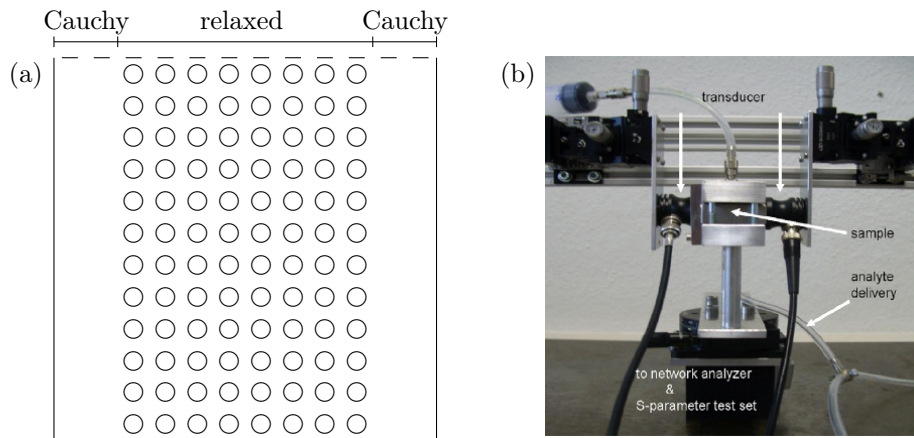 Cauchy relaxed Cauchy
(a)
(b)
transducer
sample
analyte
delivery
to network analyzer
&
S-parameter test set